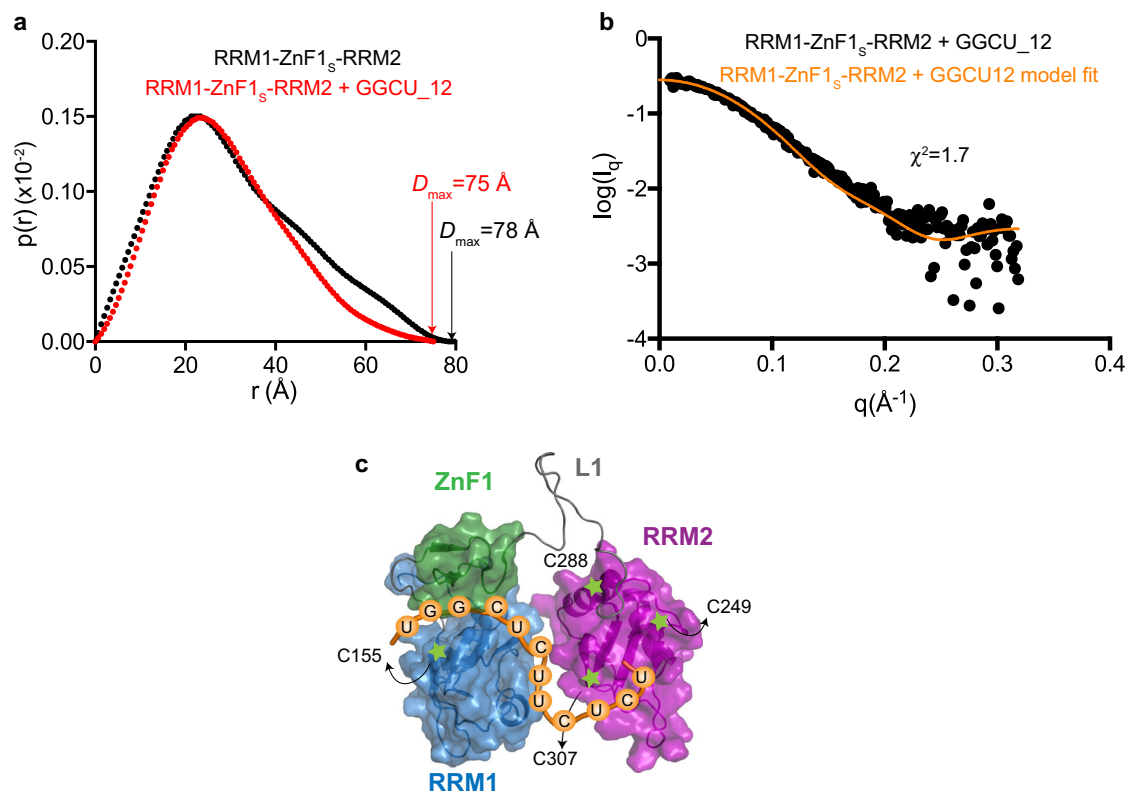 a
RRM1-ZnF1s-RRM2
RRM1-ZnF1s-RRM2 + GGCU_12
0.20
0.15
0.10
0.05
0.00
p(r) (x10-2)
Dmax=75 Å
Dmax=78 Å
0
20
40
60
80
r (Å)
b
RRM1-ZnF1s-RRM2 + GGCU_12
RRM1-ZnF1s-RRM2 + GGCU12 model fit
χ2=1.7
0
-1
-2
-3
-4
log(Iq)
0.0
0.1
0.2
0.3
0.4
q(Å-1)
c
L1
ZnF1
RRM2
C288
C249
C155
U
G
G
C
U
C
U
U
C
U
C
U
C307
RRM1